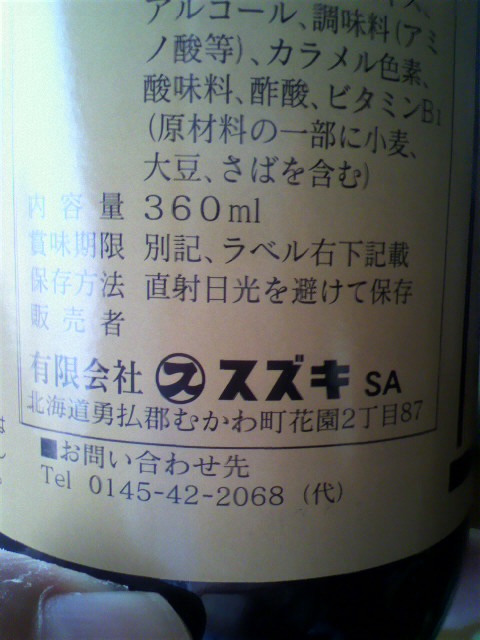 アルコール、調味料(アミ
ノ酸等)、カラメル色素、
酸味料、酢酸、ビタミンB1
(原材料の一部に小麦、
大豆、さばを含む)
内容量 360ml
賞味期限 別記、ラベル右下記載
保存方法 直射日光を避けて保存
販売者
有限会社 ス スズキ SA
北海道勇払郡むかわ町花園2丁目87
■お問い合わせ先
Tel 0145-42-2068 (代)